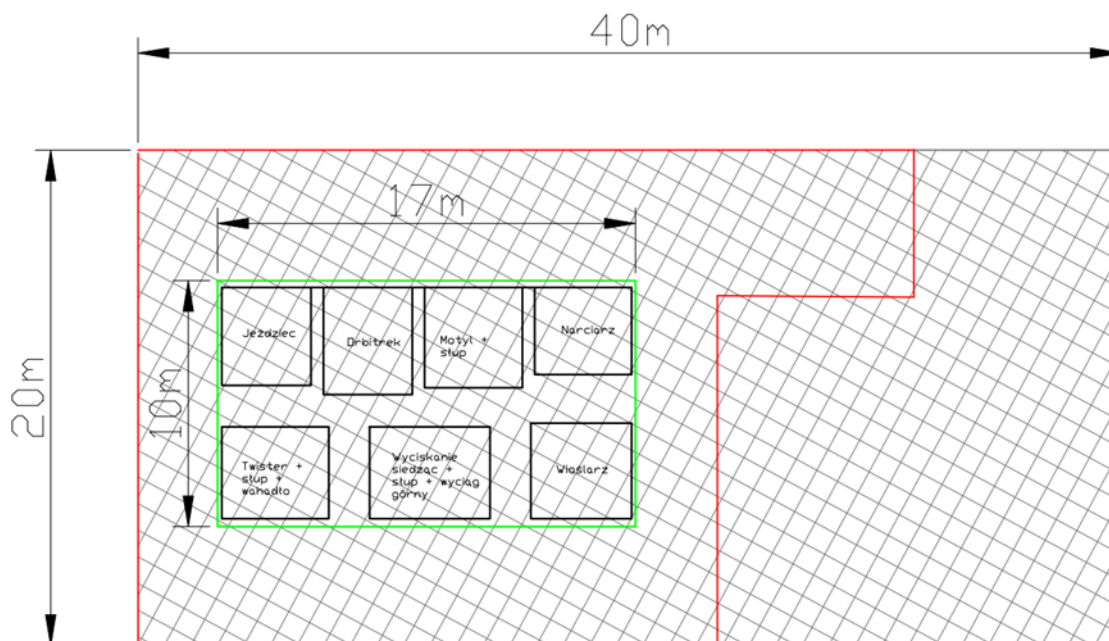 40m
17m
20m
10m
Jeździec
Orbitrek
Motyl +
słup
Narciarz
Twister +
słup +
wahadło
Wyciskanie
siedząc +
słup + wyciąg
górny
Wioślarz